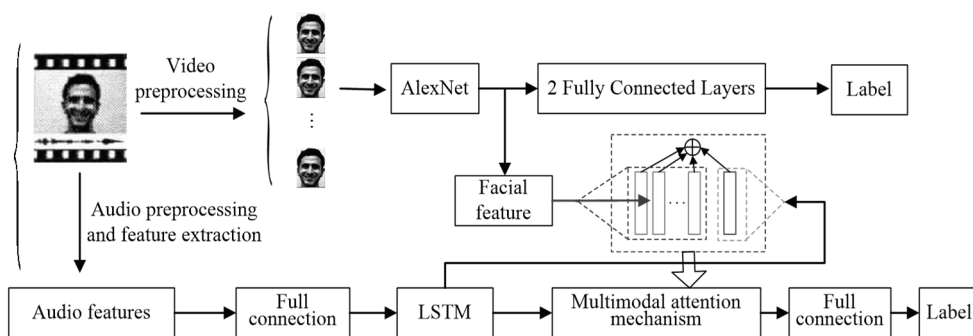 Video
preprocessing
AlexNet
2 Fully Connected Layers
Label
Facial
feature
Audio preprocessing
and feature extraction
Audio features
Full
connection
LSTM
Multimodal attention
mechanism
Full
connection
Label